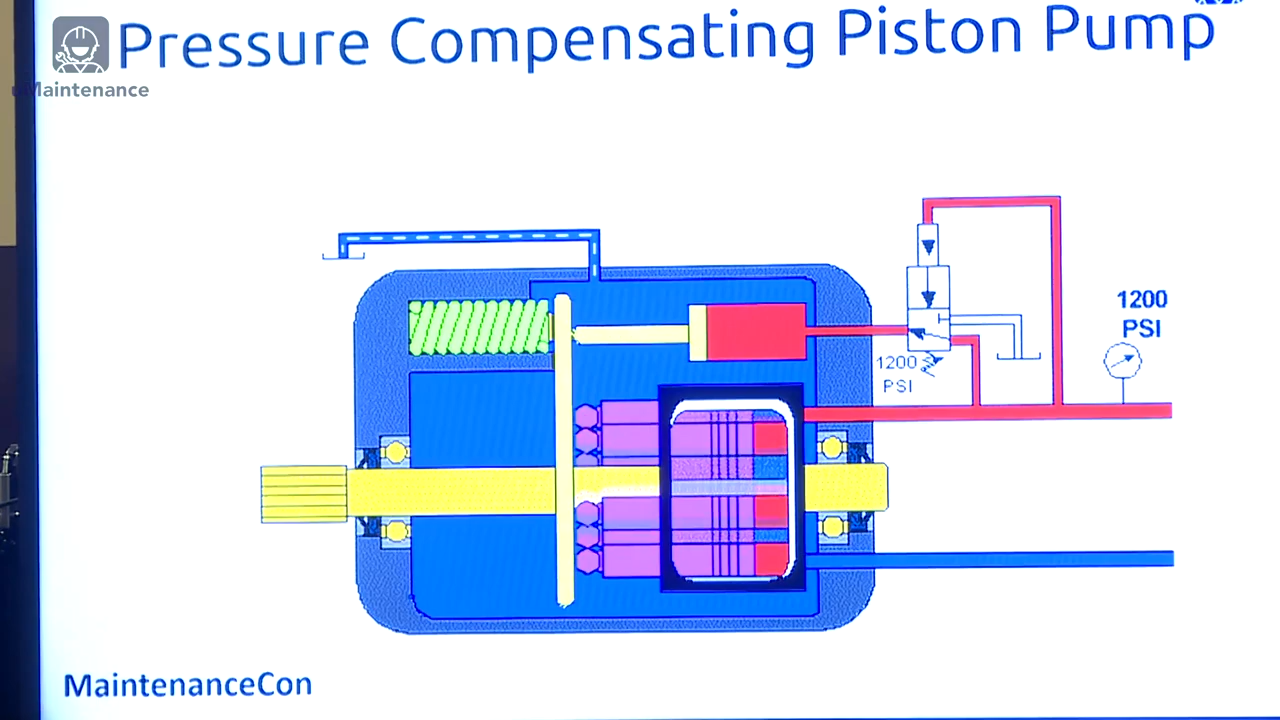 Pressure Compensating Piston Pump
Maintenance
1200
PSI
1200
PSI
MaintenanceCon